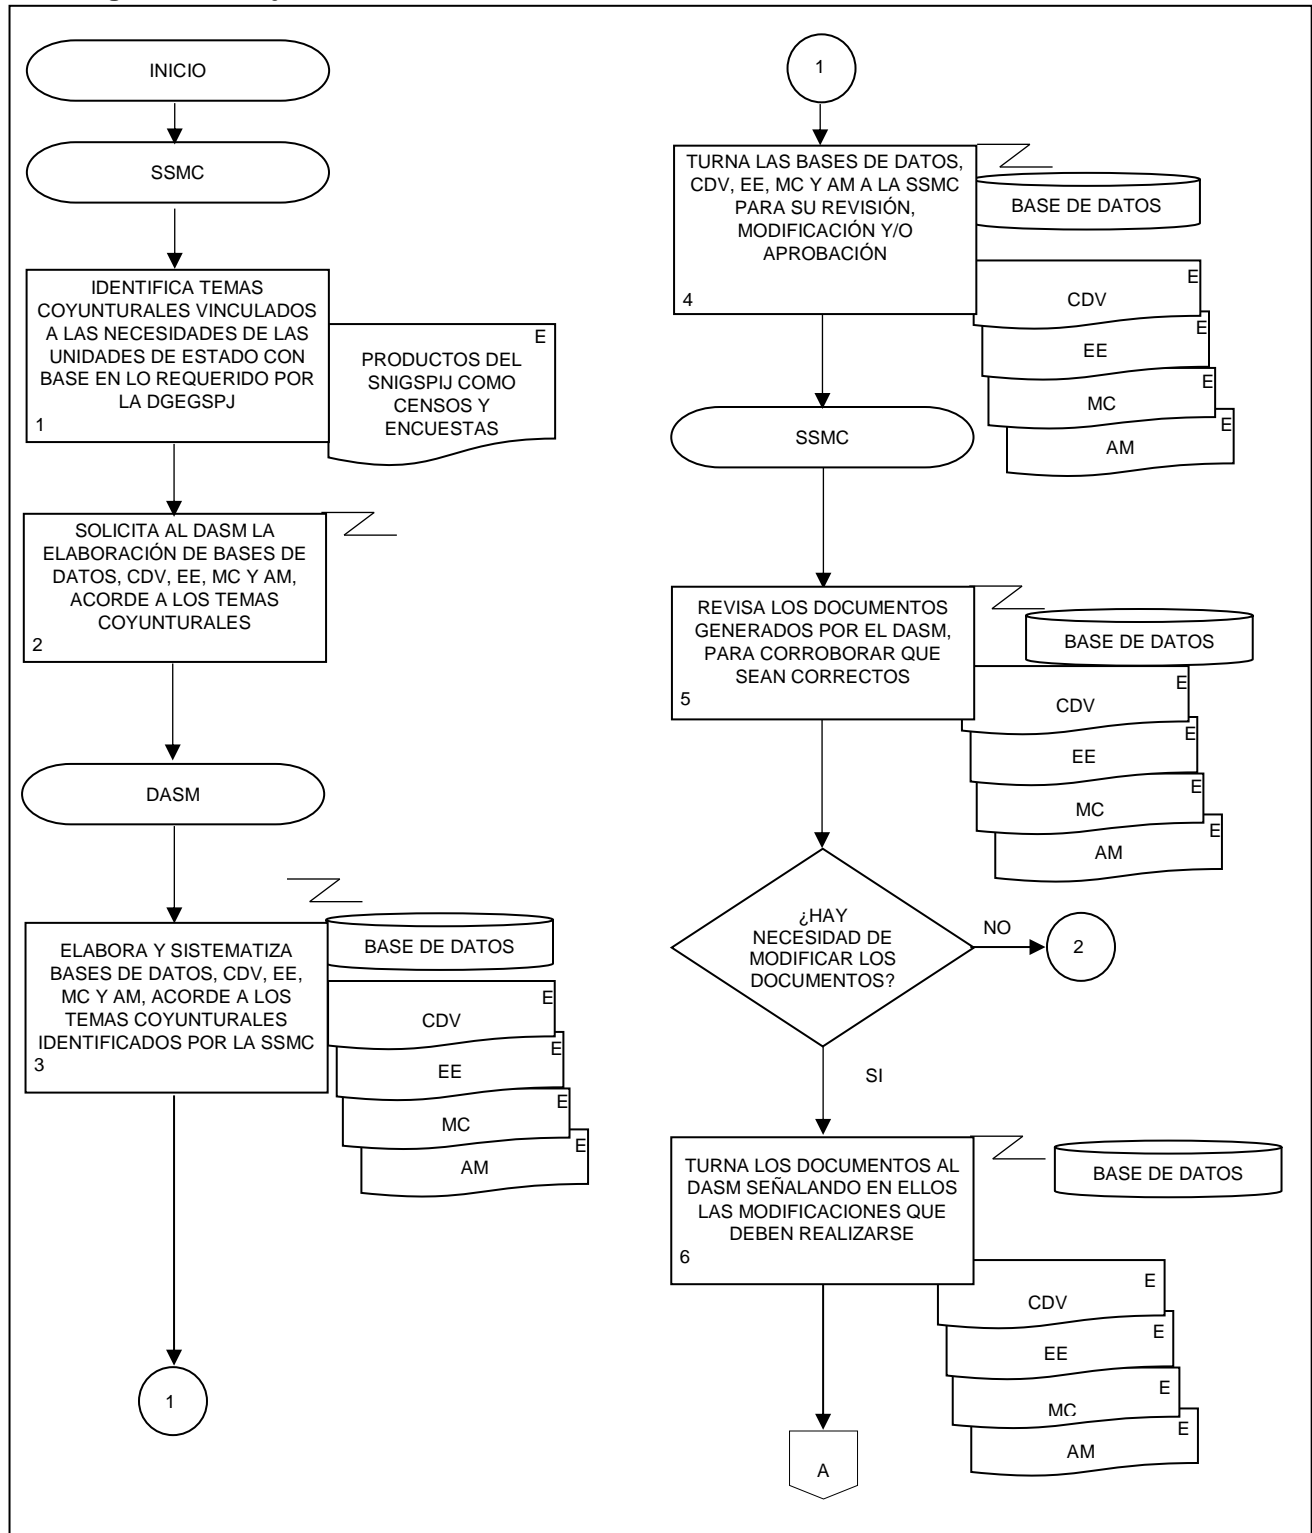 INICIO
SSMC
IDENTIFICA TEMAS
COYUNTURALES VINCULADOS
A LAS NECESIDADES DE LAS
UNIDADES DE ESTADO CON
BASE EN LO REQUERIDO POR
LA DGEGSPJ
1
E
PRODUCTOS DEL
SNIGSPIJ COMO
CENSOS Y
ENCUESTAS
SOLICITA AL DASM LA
ELABORACIÓN DE BASES DE
DATOS, CDV, EE, MC Y AM,
ACORDE A LOS TEMAS
COYUNTURALES
2
DASM
ELABORA Y SISTEMATIZA
BASES DE DATOS, CDV, EE,
MC Y AM, ACORDE A LOS
TEMAS COYUNTURALES
IDENTIFICADOS POR LA SSMC
3
BASE DE DATOS
E
CDV
E
EE
E
MC
E
AM
1
1
TURNA LAS BASES DE DATOS,
CDV, EE, MC Y AM A LA SSMC
PARA SU REVISIÓN,
MODIFICACIÓN Y/O
APROBACIÓN
4
BASE DE DATOS
E
CDV
E
EE
E
MC
E
AM
SSMC
REVISA LOS DOCUMENTOS
GENERADOS POR EL DASM,
PARA CORROBORAR QUE
SEAN CORRECTOS
5
BASE DE DATOS
E
CDV
E
EE
E
MC
E
AM
¿HAY
NECESIDAD DE
MODIFICAR LOS
DOCUMENTOS?
NO
2
SI
TURNA LOS DOCUMENTOS AL
DASM SEÑALANDO EN ELLOS
LAS MODIFICACIONES QUE
DEBEN REALIZARSE
6
BASE DE DATOS
E
CDV
E
EE
E
MC
E
AM
A